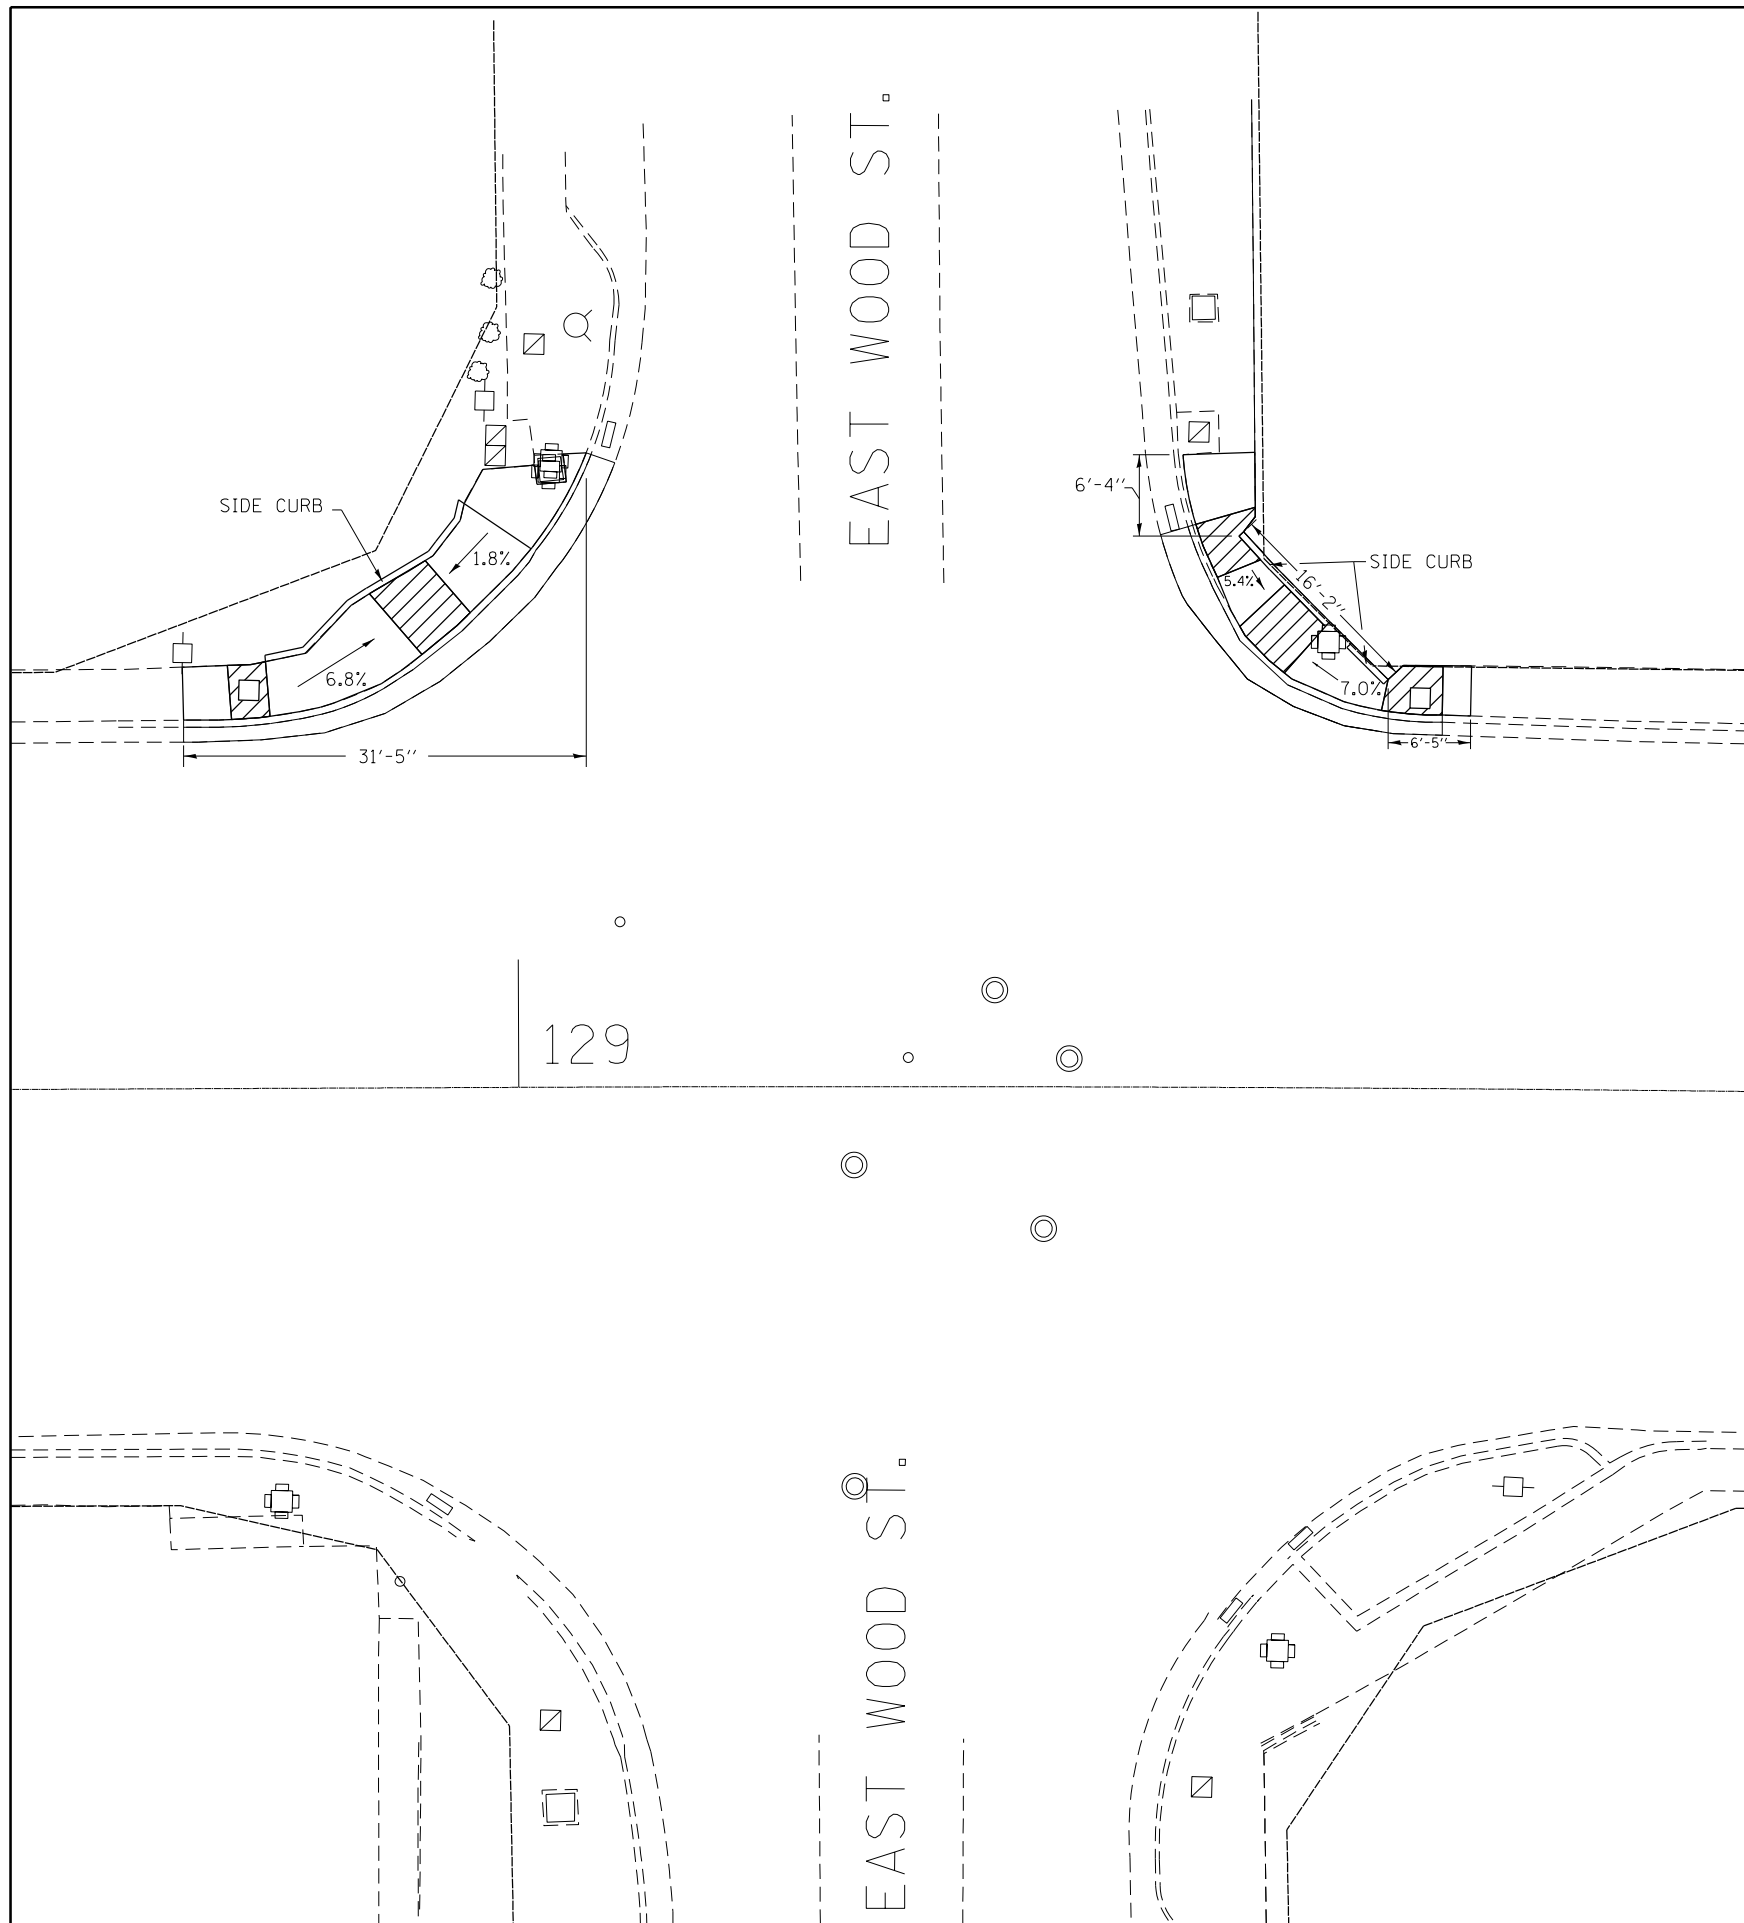 EAST WOOD ST.
SIDE CURB
1.8%
6.8%
31'-5"
6'-4"
5.4%
16'-2"
SIDE CURB
7.0%
6'-5"
129
EAST WOOD ST.